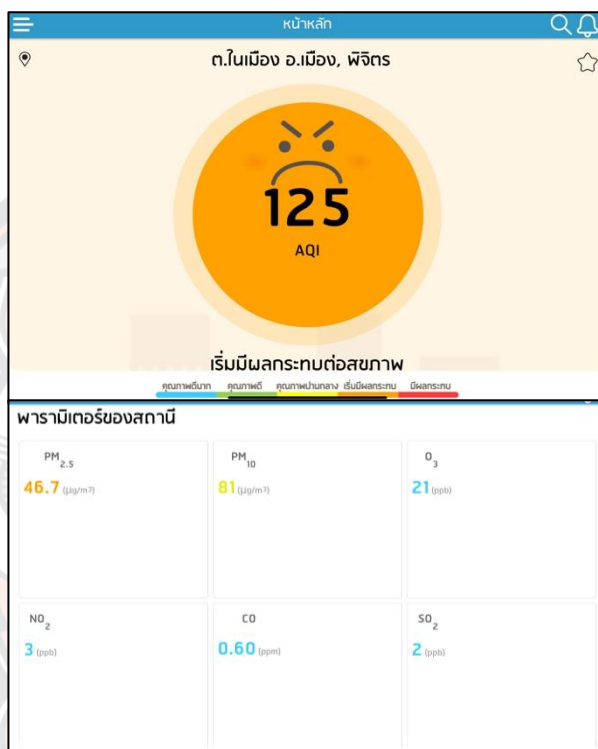 หน้าหลัก
ต.ในเมือง อ.เมือง, พิจิตร
125
AQI
เริ่มมีผลกระทบต่อสุขภาพ
คุณภาพดีมาก คุณภาพดี คุณภาพปานกลาง เริ่มมีผลกระทบ มีผลกระทบ
พารามิเตอร์ของสถานี
PM2.5 PM10 O3
46.7 (µg/m³) 81 (µg/m³) 21 (ppb)
NO2 CO SO2
3 (ppb) 0.60 (ppm) 2 (ppb)